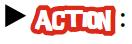 ▶ ACTION :